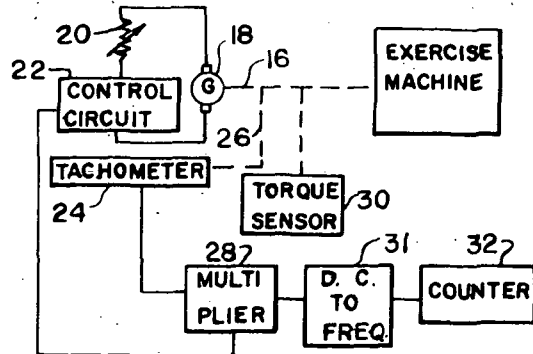 20
22
CONTROL
CIRCUIT
18
G
16
EXERCISE
MACHINE
26
TACHOMETER
24
TORQUE
SENSOR
30
28
MULTI
PLIER
31
D. C.
TO
FREQ.
32
COUNTER